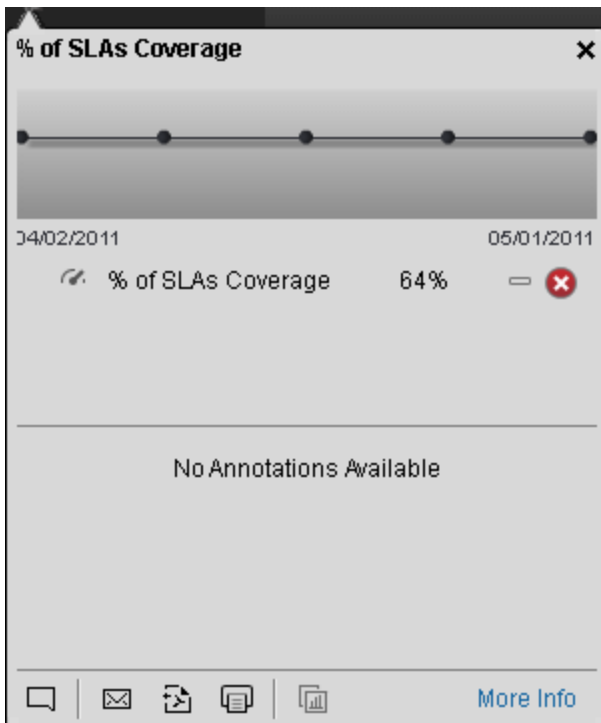 % of SLAs Coverage
04/02/2011 05/01/2011
% of SLAs Coverage 64%
No Annotations Available
More Info